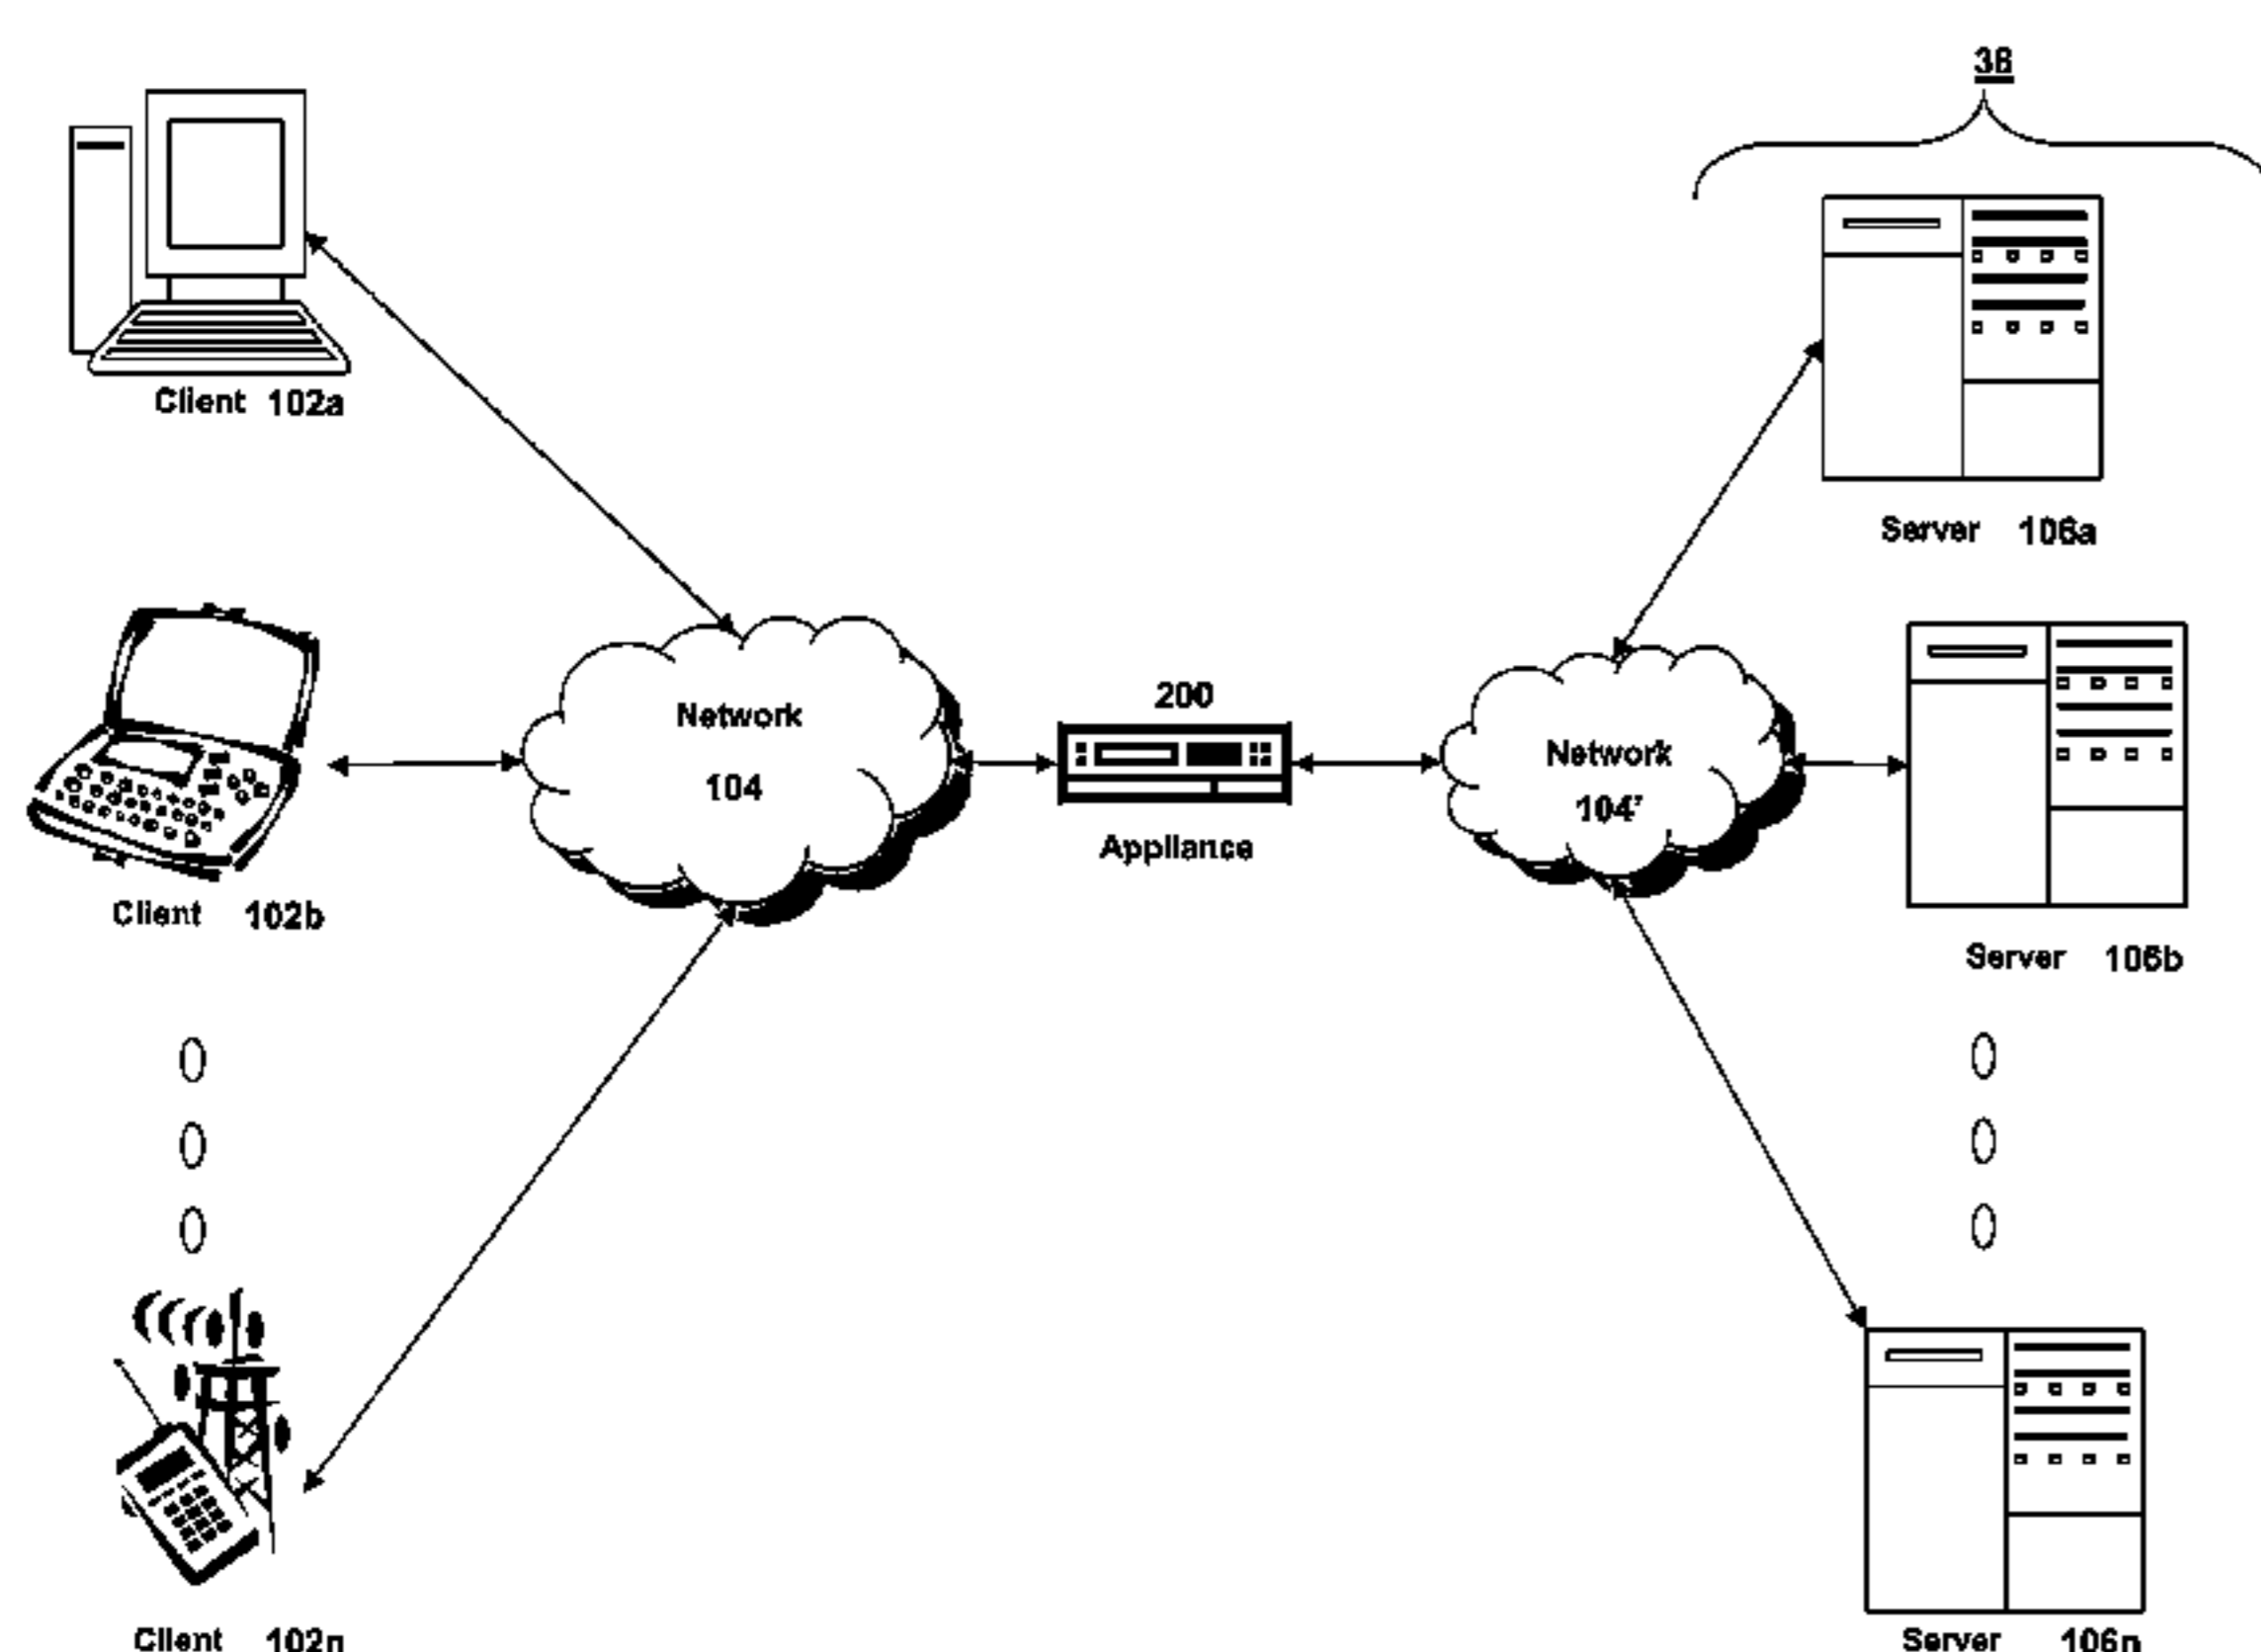 38
Client 102a
Server 106a
Network
104
200
Appliance
Network
104'
Client 102b
Server 106b
Client 102n
Server 106n